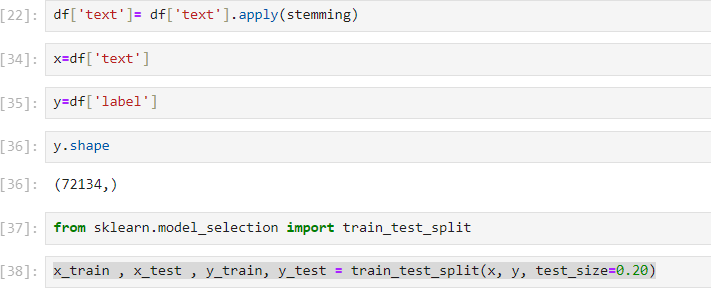 [22]: df['text']= df['text'].apply(stemming)
[34]: x=df['text']
[35]: y=df['label']
[36]: y.shape
[36]: (72134,)
[37]: from sklearn.model_selection import train_test_split
[38]: x_train , x_test , y_train, y_test = train_test_split(x, y, test_size=0.20)